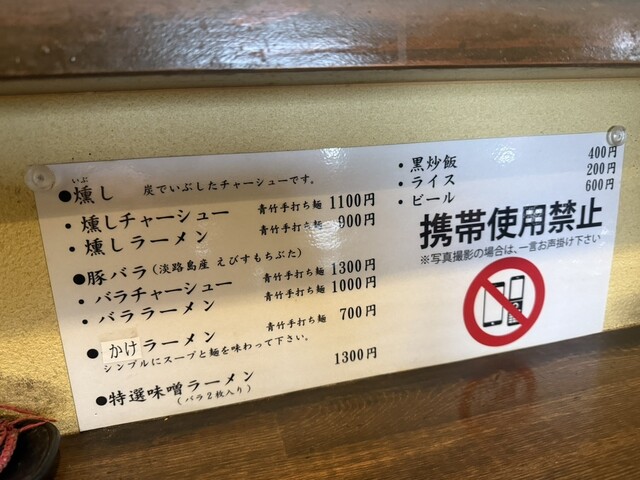 いぶ
●燻し 炭でいぶしたチャーシューです。
・燻しチャーシュー 青竹手打ち麺 1100円
・燻しラーメン 青竹手打ち麺 900円
●豚バラ(淡路島産 えびすもちぶた)
・バラチャーシュー 青竹手打ち麺 1300円
・バララーメン 青竹手打ち麺 1000円
●かけラーメン 青竹手打ち麺 700円
シンプルにスープと麺を味わって下さい。
●特選味噌ラーメン 1300円
(バラ2枚入り)
・黒炒飯 400円
・ライス 200円
・ビール 600円
携帯使用禁止
※写真撮影の場合は、一言お声掛け下さい